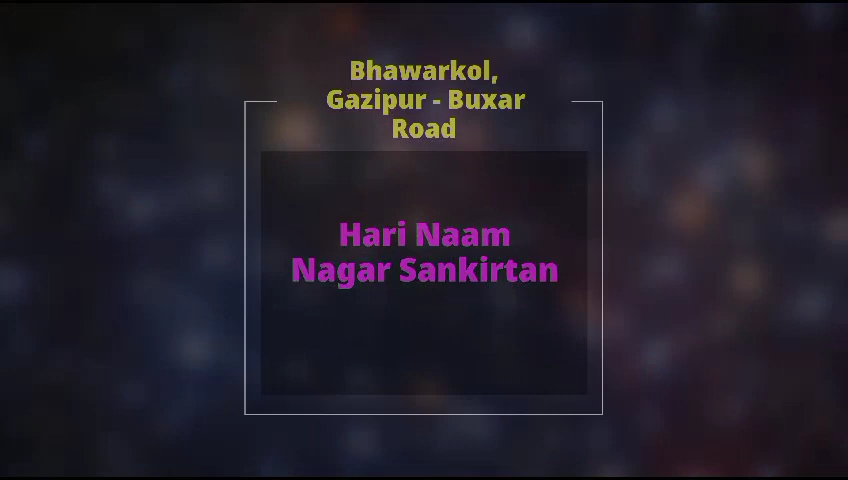 Bhawarkol,
Gazipur - Buxar
Road
Hari Naam
Nagar Sankirtan